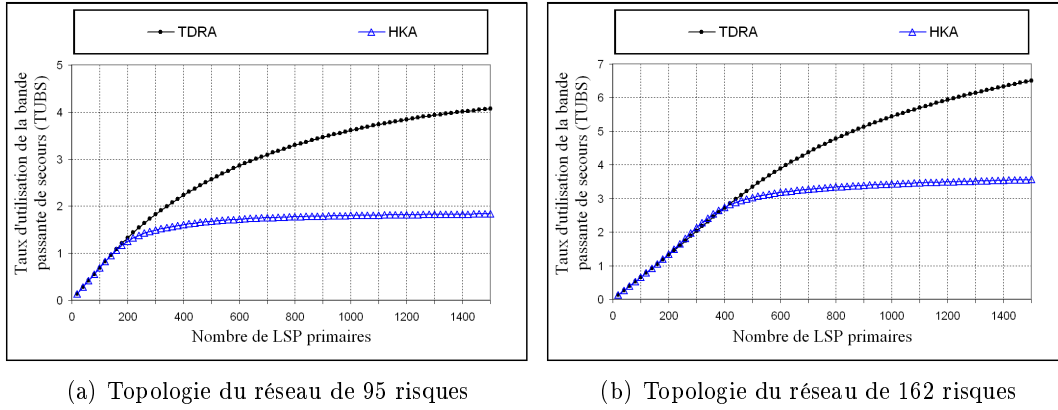 TDRA HKA
Taux d'utilisation de la bande
passante de secours (TUBS)
5
4
3
2
1
0
0 200 400 600 800 1000 1200 1400
Nombre de LSP primaires
(a) Topologie du réseau de 95 risques
TDRA HKA
Taux d'utilisation de la bande
passante de secours (TUBS)
7
6
5
4
3
2
1
0
0 200 400 600 800 1000 1200 1400
Nombre de LSP primaires
(b) Topologie du réseau de 162 risques